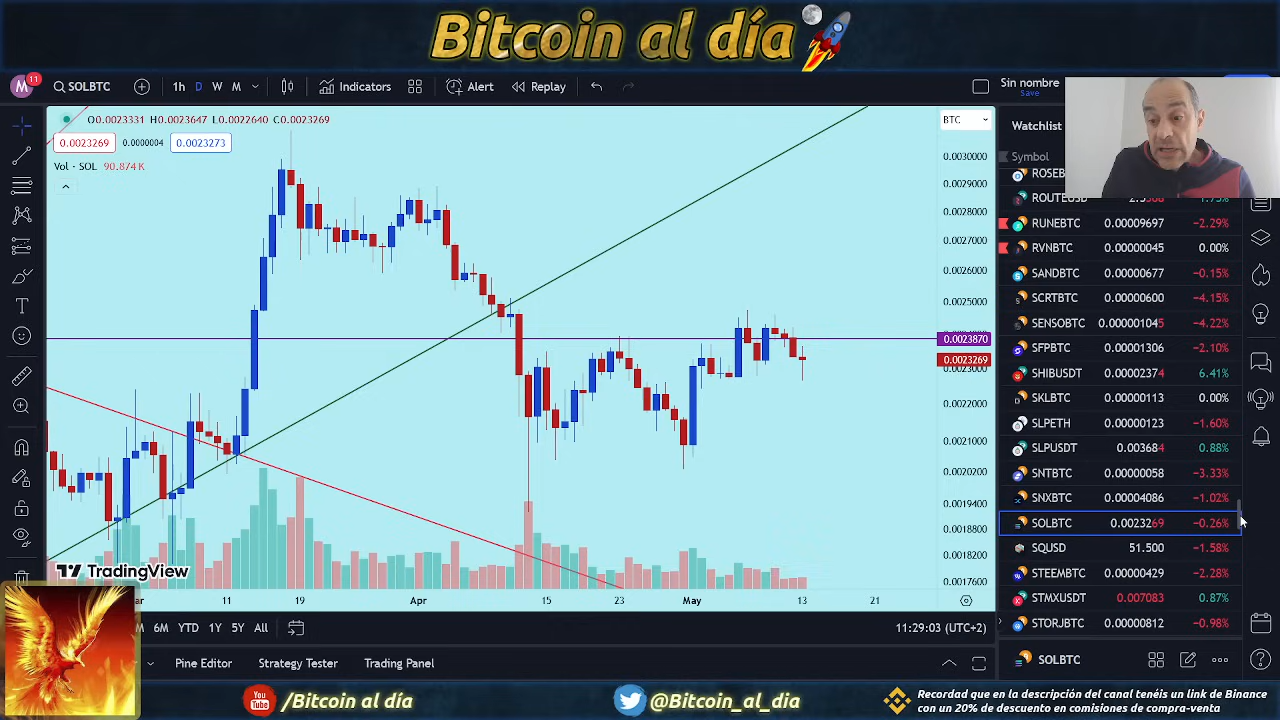 Bitcoin al día
M
11
SOLBTC
1h
D
W
M
Indicators
Alert
Replay
Sin nombre
Save
O0.0023331 H0.0023647 L0.0022640 C0.0023269
BTC
0.0023269
0.0000004
0.0023273
Watchlist
Vol · SOL 90.874 K
Symbol
0.0030000
0.0029000
0.0028000
0.0027000
0.0026000
0.0025000
0.0023870
0.0023269
0.0022000
0.0021000
0.0020200
0.0019400
0.0018800
0.0018200
0.0017600
ROSEB
ROUTEUSD
RUNEBTC 0.00009697 −2.29%
RVNBTC 0.00000045 0.00%
SANDBTC 0.00000677 −0.15%
SCRTBTC 0.00000600 −4.15%
SENSOBTC 0.000001045 −4.22%
SFPBTC 0.00001306 −2.10%
SHIBUSDT 0.00002374 6.41%
SKLBTC 0.00000113 0.00%
SLPETH 0.00000123 −1.60%
SLPUSDT 0.003684 0.88%
SNTBTC 0.00000058 −3.33%
SNXBTC 0.00004086 −1.02%
SOLBTC 0.0023269 −0.26%
SQUSD 51.500 −1.58%
STEEMBTC 0.00000429 −2.28%
STMXUSDT 0.007083 0.87%
STORJBTC 0.00000812 −0.98%
TradingView
11
19
Apr
15
23
May
13
21
6M
YTD
1Y
5Y
All
11:29:03 (UTC+2)
Pine Editor
Strategy Tester
Trading Panel
SOLBTC
You Tube
/Bitcoin al día
@Bitcoin_al_dia
Recordad que en la descripción del canal tenéis un link de Binance
con un 20% de descuento en comisiones de compra-venta